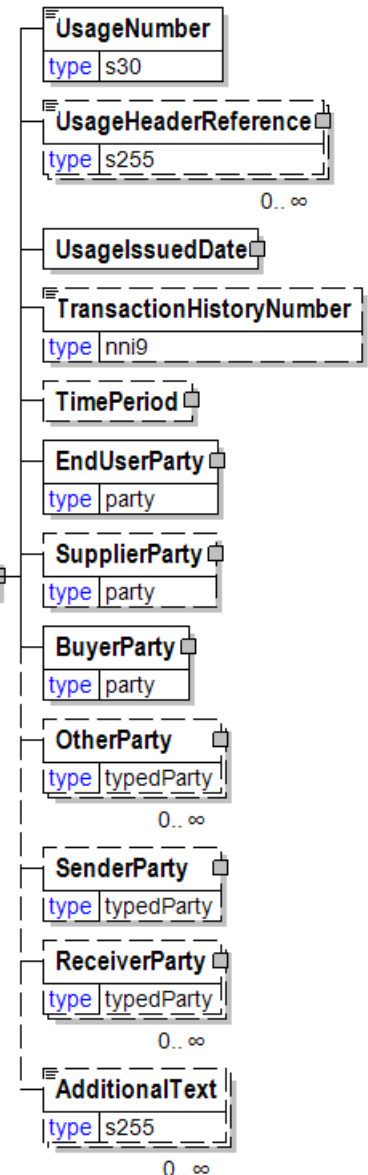 UsageNumber
type s30
UsageHeaderReference
type s255
0.. ∞
UsageIssuedDate
TransactionHistoryNumber
type nni9
TimePeriod
EndUserParty
type party
SupplierParty
type party
BuyerParty
type party
OtherParty
type typedParty
0.. ∞
SenderParty
type typedParty
ReceiverParty
type typedParty
0.. ∞
AdditionalText
type s255
0.. ∞